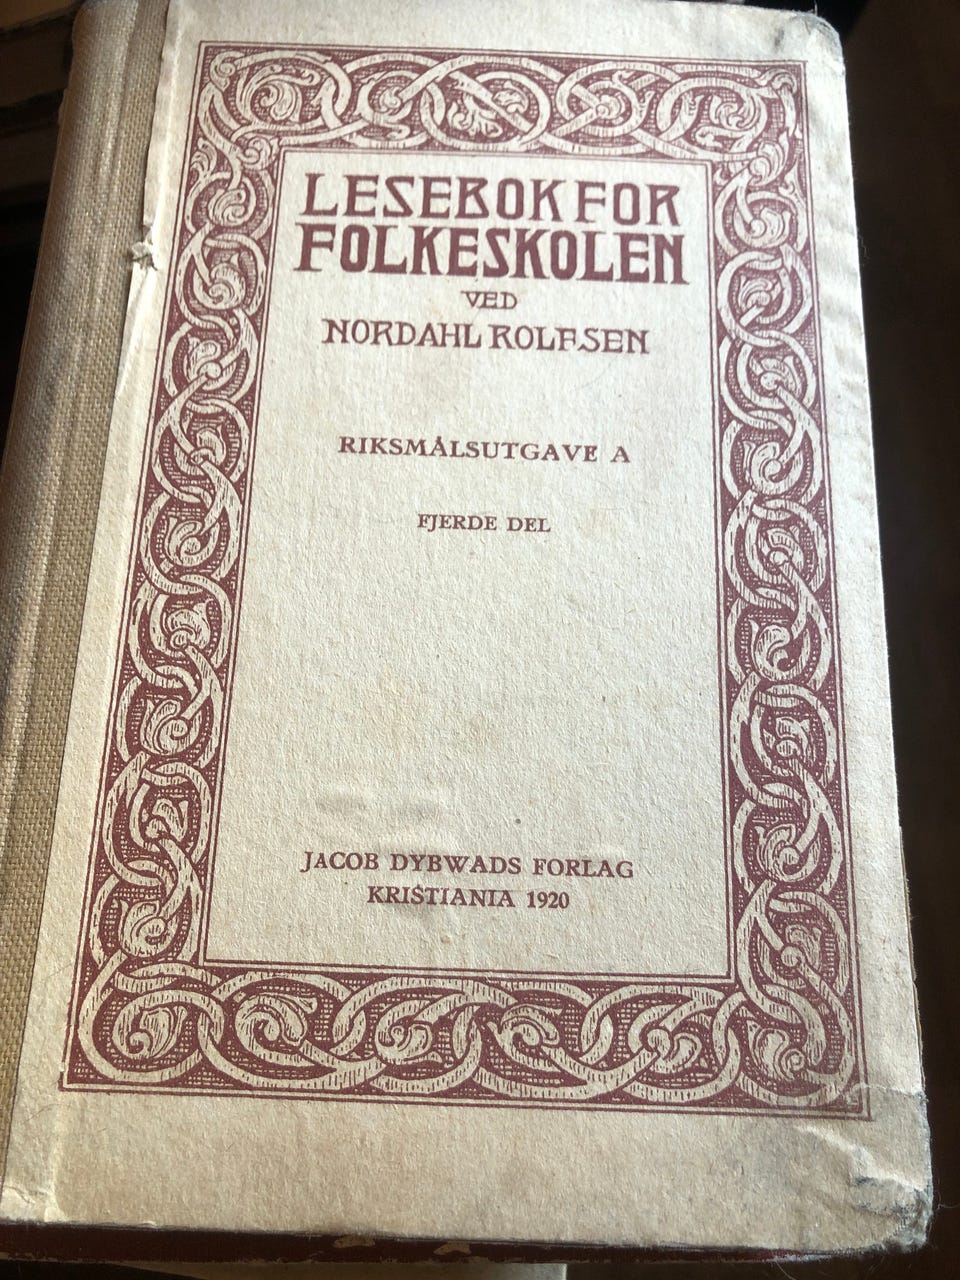 LESEBOK FOR
FOLKESKOLEN
VED
NORDAHL ROLFSEN
RIKSMÅLSUTGAVE A
FJERDE DEL
JACOB DYBWADS FORLAG
KRISTIANIA 1920